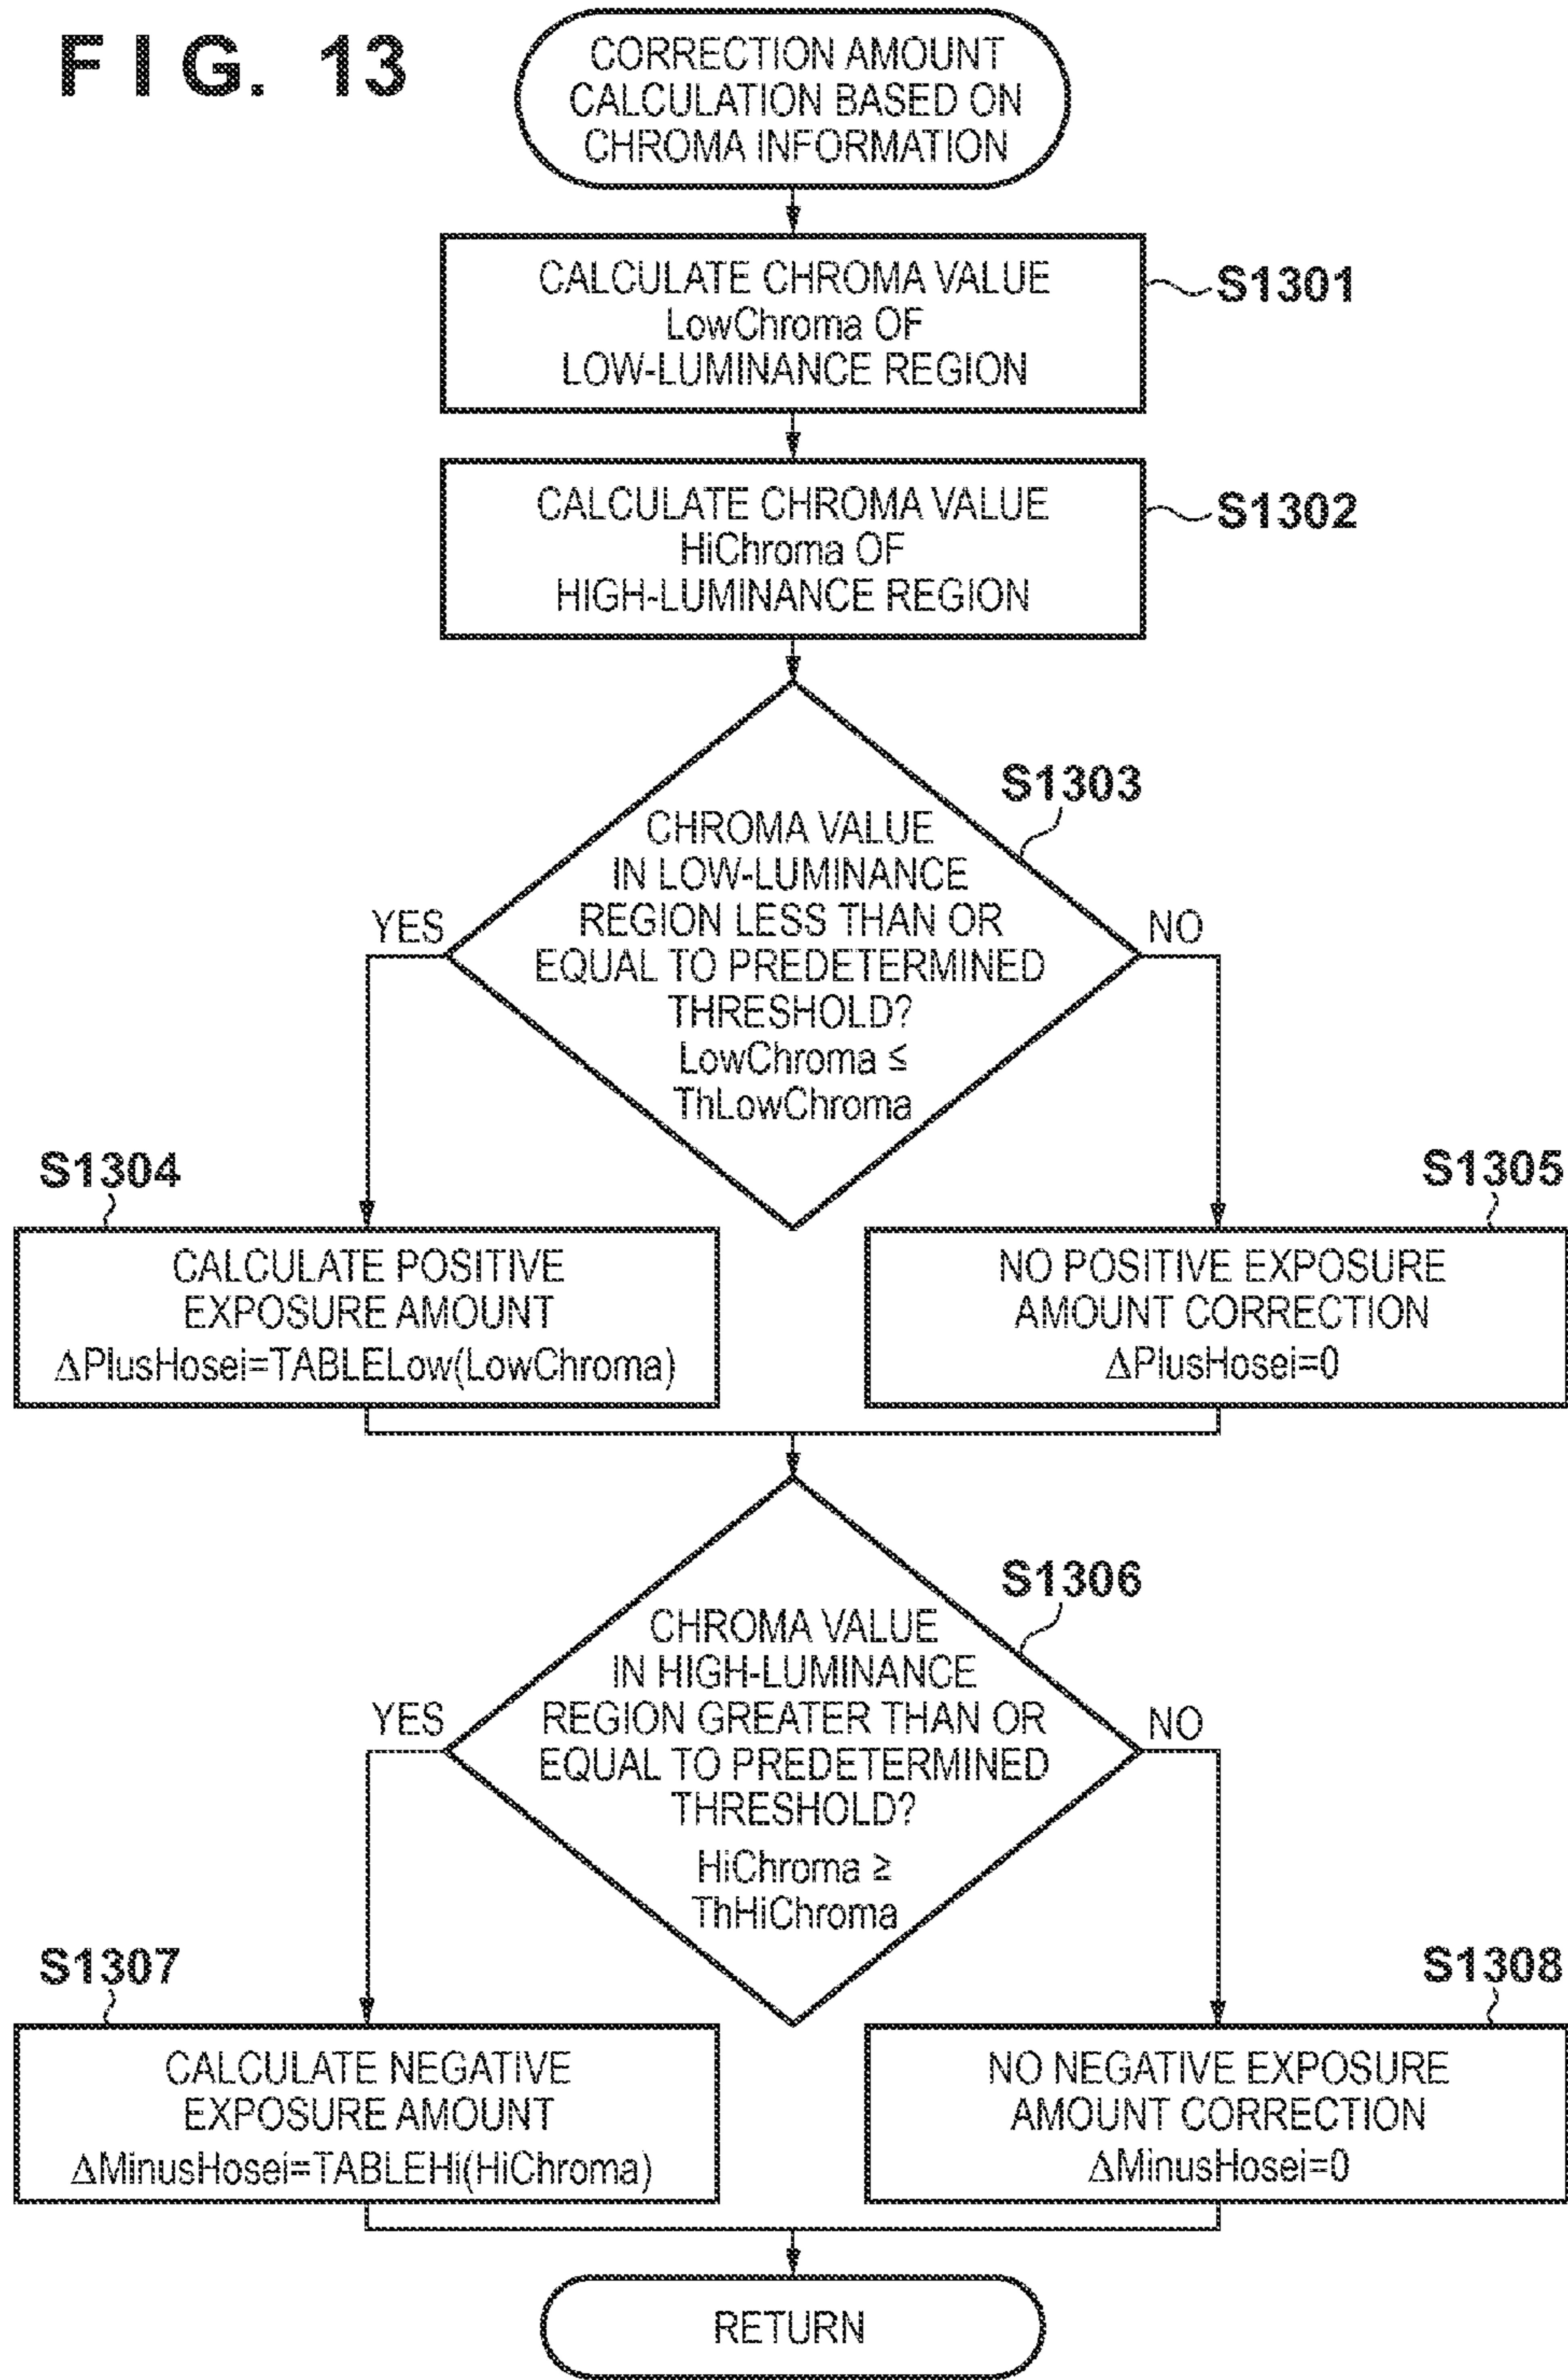 FIG. 13
CORRECTION AMOUNT
CALCULATION BASED ON
CHROMA INFORMATION
CALCULATE CHROMA VALUE
LowChroma OF
LOW-LUMINANCE REGION
S1301
CALCULATE CHROMA VALUE
HiChroma OF
HIGH-LUMINANCE REGION
S1302
S1303
CHROMA VALUE
IN LOW-LUMINANCE
REGION LESS THAN OR
EQUAL TO PREDETERMINED
THRESHOLD?
LowChroma ≤
ThLowChroma
YES
NO
S1304
CALCULATE POSITIVE
EXPOSURE AMOUNT
ΔPlusHosei=TABLELow(LowChroma)
S1305
NO POSITIVE EXPOSURE
AMOUNT CORRECTION
ΔPlusHosei=0
S1306
CHROMA VALUE
IN HIGH-LUMINANCE
REGION GREATER THAN OR
EQUAL TO PREDETERMINED
THRESHOLD?
HiChroma ≥
ThHiChroma
YES
NO
S1307
CALCULATE NEGATIVE
EXPOSURE AMOUNT
ΔMinusHosei=TABLEHi(HiChroma)
S1308
NO NEGATIVE EXPOSURE
AMOUNT CORRECTION
ΔMinusHosei=0
RETURN